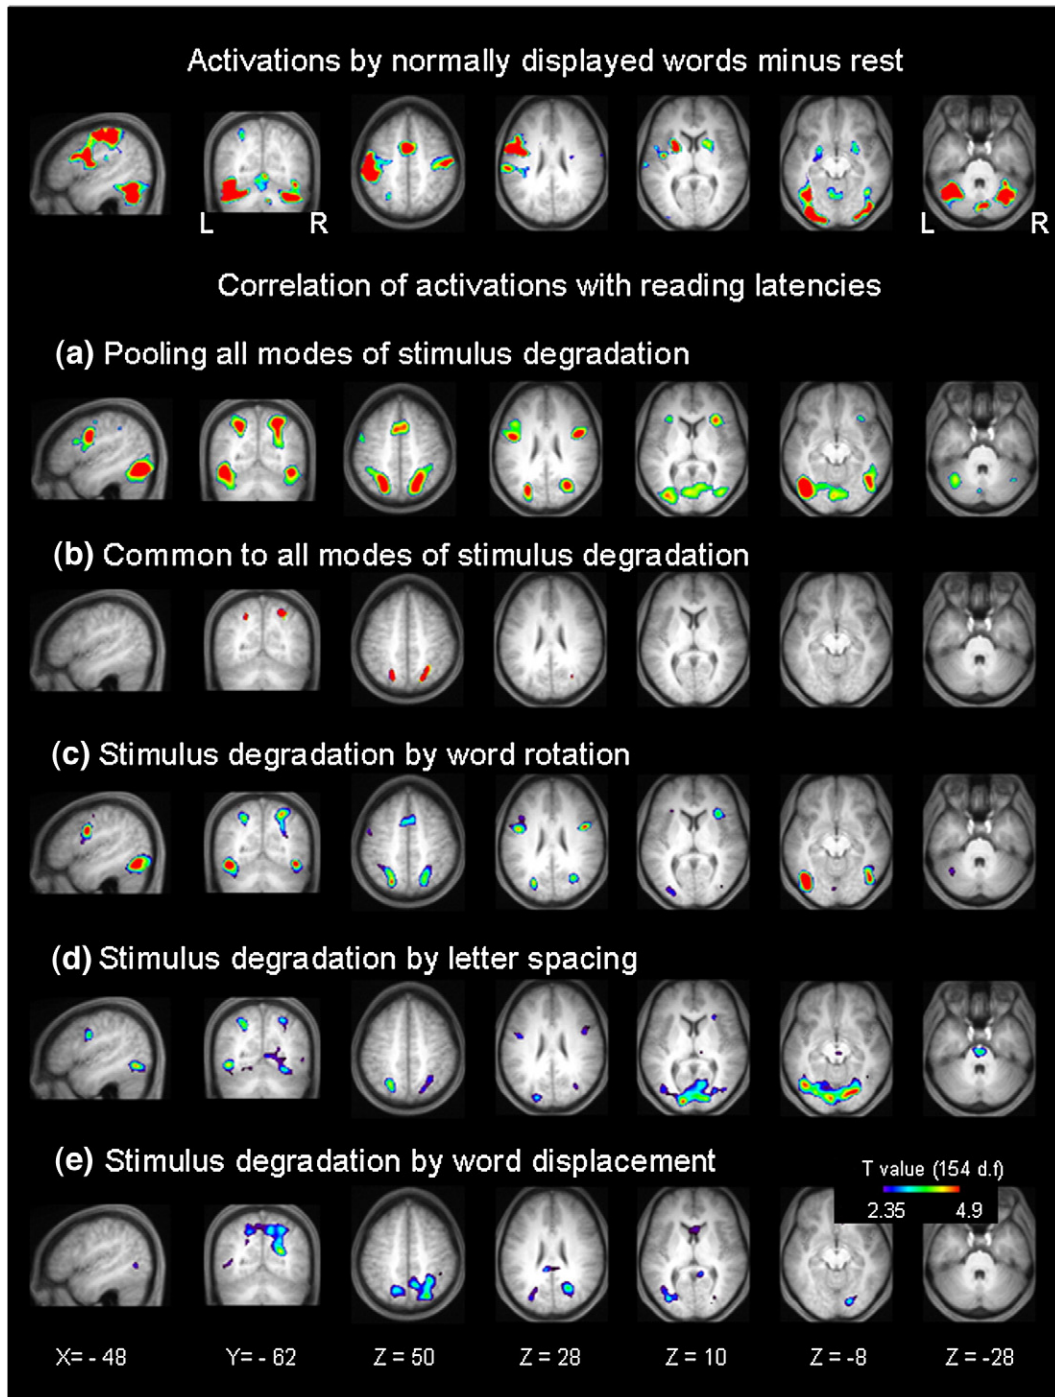 Activations by normally displayed words minus rest
L R L R
Correlation of activations with reading latencies
(a) Pooling all modes of stimulus degradation
(b) Common to all modes of stimulus degradation
(c) Stimulus degradation by word rotation
(d) Stimulus degradation by letter spacing
(e) Stimulus degradation by word displacement
T value (154 d.f)
2.35 4.9
X= - 48 Y= - 62 Z = 50 Z = 28 Z = 10 Z = -8 Z = -28